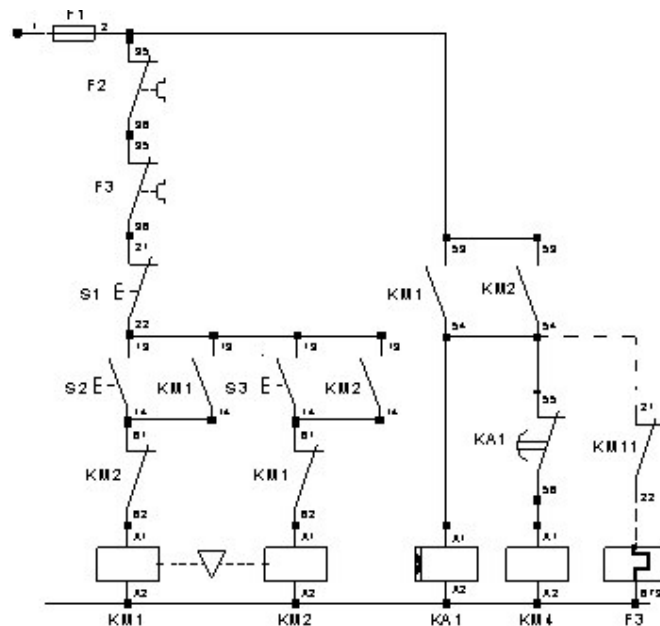 F1
1 2
95
F2
96
95
F3
96
21
S1
22
53 53
KM1 KM2
54 54
13 13 13 13
S2 KM1 S3 KM2
14 14 14 14
61 61
KM2 KM1
62 62
55
KA1
56
21
KM11
22
A1 A1 A1 A1
A2 A2 A2 A2
KM1 KM2 KA1 KM4 F3